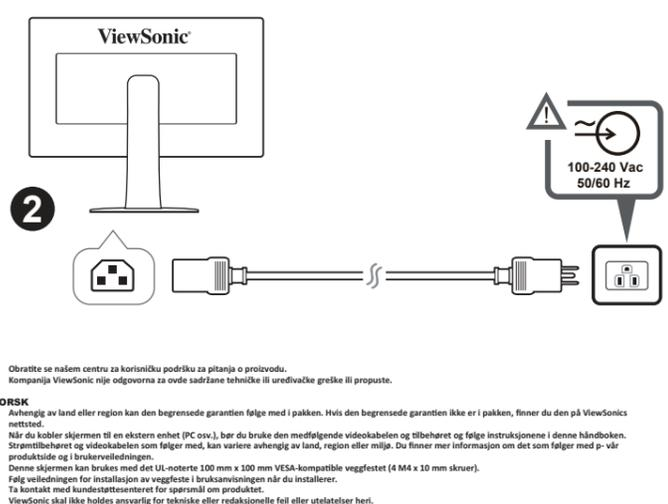 ViewSonic®
100-240 Vac
50/60 Hz
2
Obratite se našem centru za korisničku podršku za pitanja o proizvodu.
Kompanija ViewSonic nije odgovorna za ovde sadržane tehničke ili uređivačke greške ili propuste.
ORSK
Avhengig av land eller region kan den begrensede garantien følge med i pakken. Hvis den begrensede garantien ikke er i pakken, finner du den på ViewSonics
nettsted.
Når du kobler skjermen til en ekstern enhet (PC osv.), bør du bruke den medfølgende videokabelen og tilbehøret og følge instruksjonene i denne håndboken.
Strømtilbehøret og videokabelen som følger med, kan variere avhengig av land, region eller miljø. Du finner mer informasjon om det som følger med p- vår
produktside og i brukerveiledningen.
Denne skjermen kan brukes med det UL-noterte 100 mm x 100 mm VESA-kompatible veggfestet (4 M4 x 10 mm skruer).
Følg veiledningen for installasjon av veggfeste i bruksanvisningen når du installerer.
Ta kontakt med kundestøttesenteret for spørsmål om produktet.
ViewSonic skal ikke holdes ansvarlig for tekniske eller redaksjonelle feil eller utelatelser heri.